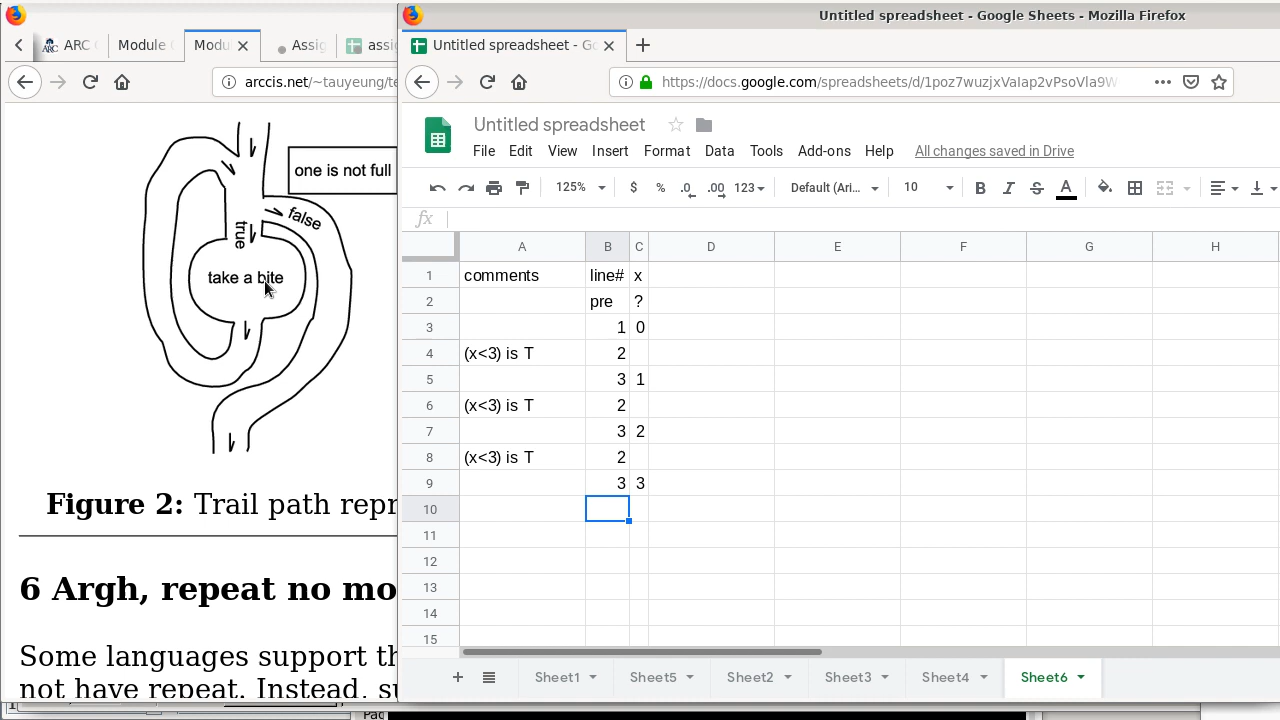 Untitled spreadsheet - Google Sheets - Mozilla Firefox
ARC
Module
Modu
Assig
assig
Untitled spreadsheet - Go
arccis.net/~tauyeung/te
https://docs.google.com/spreadsheets/d/1poz7wuzjxVaIap2vPsoVla9W
Untitled spreadsheet
File Edit View Insert Format Data Tools Add-ons Help All changes saved in Drive
125% $ % .0 .00 123 Default (Ari... 10 B I S A
fx
A B C D E F G H
1 comments line# x
2 pre ?
3 1 0
4 (x<3) is T 2
5 3 1
6 (x<3) is T 2
7 3 2
8 (x<3) is T 2
9 3 3
10
11
12
13
14
15
Sheet1 Sheet5 Sheet2 Sheet3 Sheet4 Sheet6
one is not full
false
true
take a bite
Figure 2: Trail path repr
6 Argh, repeat no mo
Some languages support th
not have repeat. Instead, su